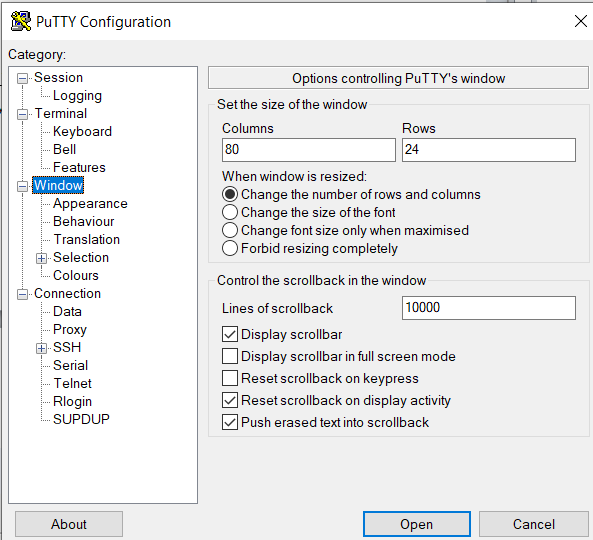 PuTTY Configuration
Category:
Session
Logging
Terminal
Keyboard
Bell
Features
Window
Appearance
Behaviour
Translation
Selection
Colours
Connection
Data
Proxy
SSH
Serial
Telnet
Rlogin
SUPDUP
Options controlling PuTTY's window
Set the size of the window
Columns Rows
80 24
When window is resized:
Change the number of rows and columns
Change the size of the font
Change font size only when maximised
Forbid resizing completely
Control the scrollback in the window
Lines of scrollback 10000
Display scrollbar
Display scrollbar in full screen mode
Reset scrollback on keypress
Reset scrollback on display activity
Push erased text into scrollback
About Open Cancel